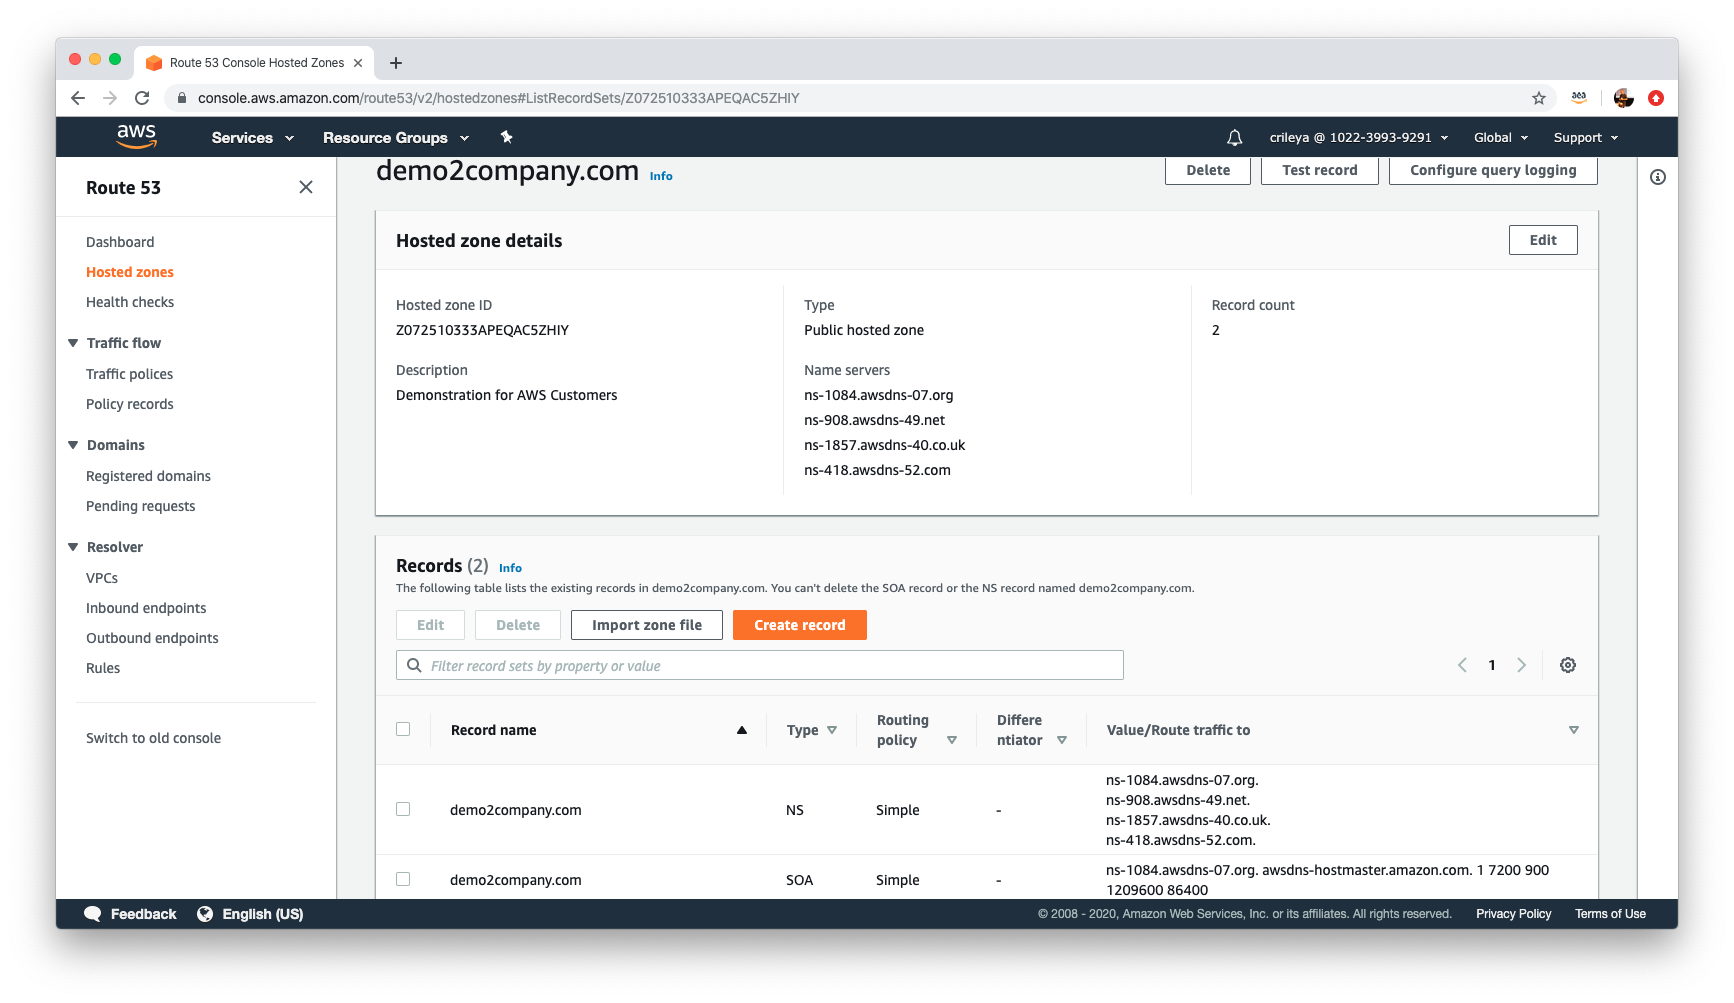 Route 53 Console Hosted Zones
console.aws.amazon.com/route53/v2/hostedzones#ListRecordSets/Z072510333APEQAC5ZHIY
aws
Services
Resource Groups
crileya @ 1022-3993-9291
Global
Support
Route 53
Dashboard
Hosted zones
Health checks
Traffic flow
Traffic polices
Policy records
Domains
Registered domains
Pending requests
Resolver
VPCs
Inbound endpoints
Outbound endpoints
Rules
Switch to old console
demo2company.com Info
Delete
Test record
Configure query logging
Hosted zone details
Edit
Hosted zone ID
Z072510333APEQAC5ZHIY
Description
Demonstration for AWS Customers
Type
Public hosted zone
Name servers
ns-1084.awsdns-07.org
ns-908.awsdns-49.net
ns-1857.awsdns-40.co.uk
ns-418.awsdns-52.com
Record count
2
Records (2) Info
The following table lists the existing records in demo2company.com. You can't delete the SOA record or the NS record named demo2company.com.
Edit
Delete
Import zone file
Create record
Filter record sets by property or value
1
Record name
Type
Routing
policy
Differe
ntiator
Value/Route traffic to
demo2company.com
NS
Simple
-
ns-1084.awsdns-07.org.
ns-908.awsdns-49.net.
ns-1857.awsdns-40.co.uk.
ns-418.awsdns-52.com.
demo2company.com
SOA
Simple
-
ns-1084.awsdns-07.org. awsdns-hostmaster.amazon.com. 1 7200 900
1209600 86400
Feedback
English (US)
© 2008 - 2020, Amazon Web Services, Inc. or its affiliates. All rights reserved.
Privacy Policy
Terms of Use